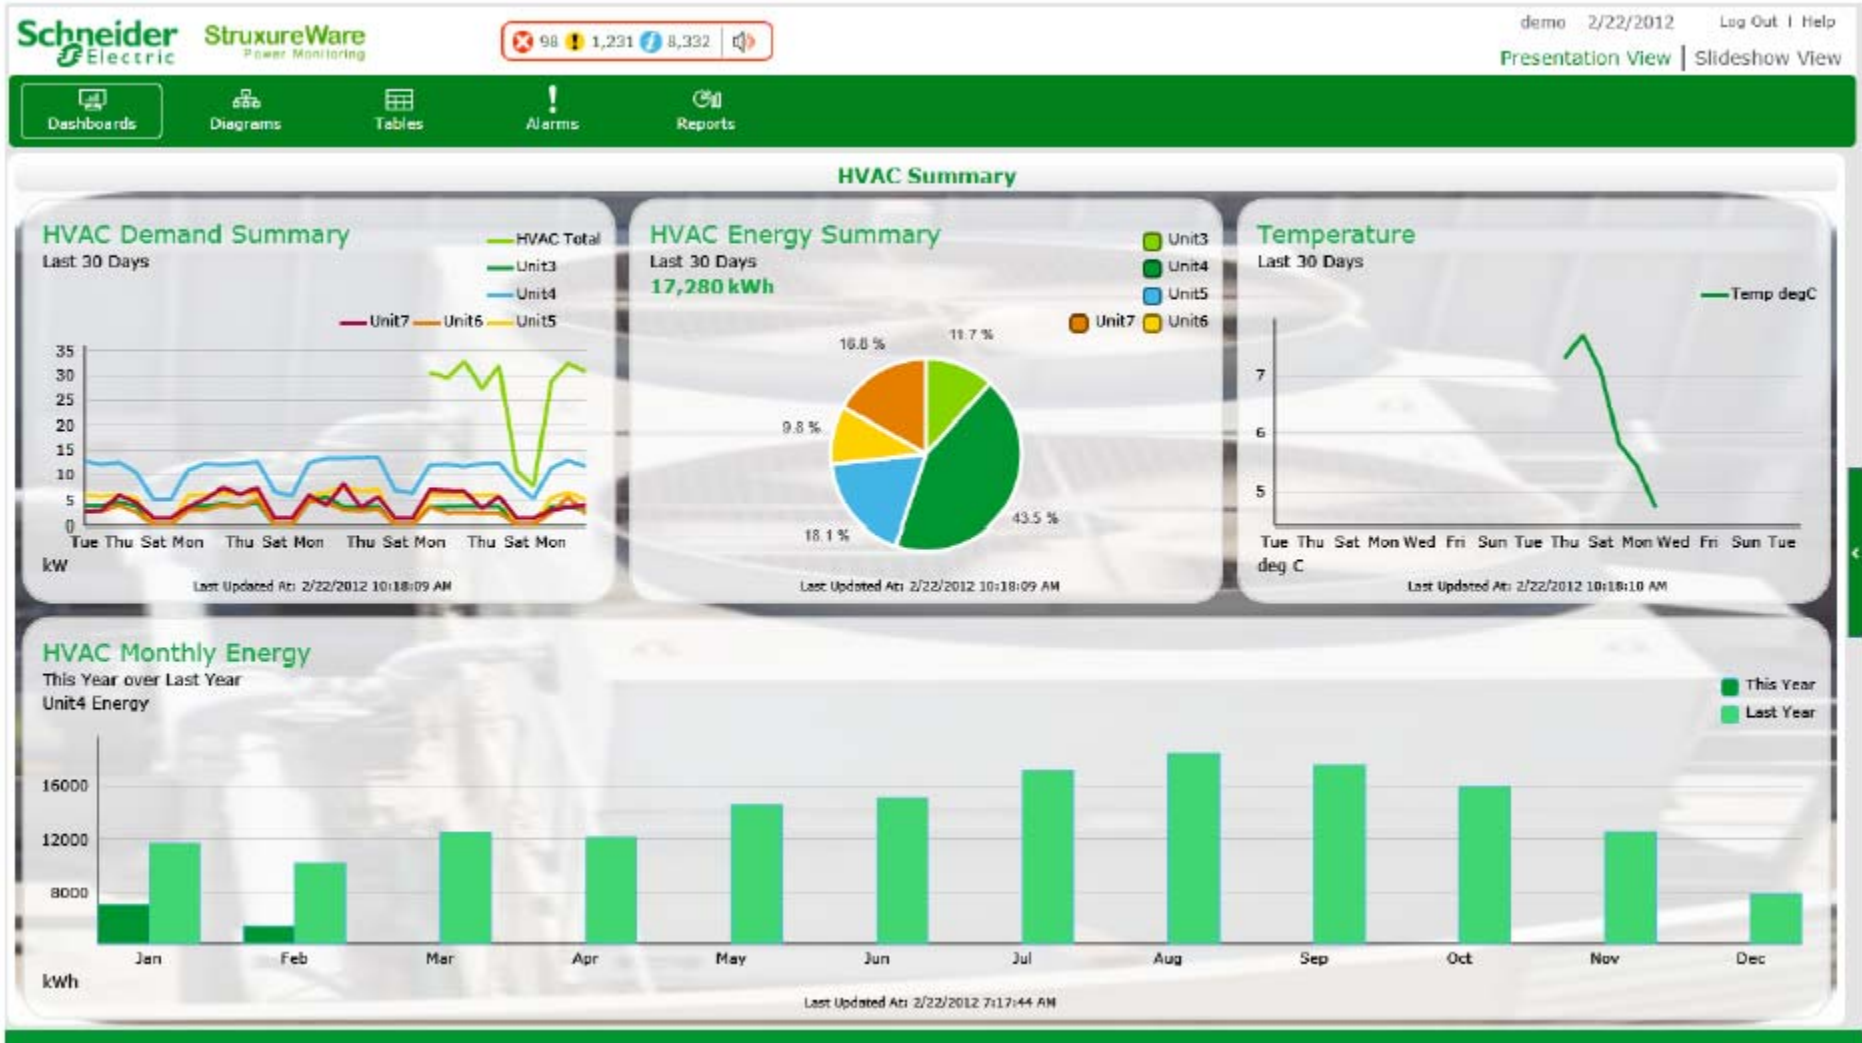 Schneider Electric
StruxureWare
Power Monitoring
98 1,231 8,332
demo 2/22/2012 Log Out | Help
Presentation View | Slideshow View
Dashboards Diagrams Tables Alarms Reports
HVAC Summary
HVAC Demand Summary
Last 30 Days
HVAC Total
Unit3
Unit4
Unit7 Unit6 Unit5
35
30
25
20
15
10
5
0
Tue Thu Sat Mon Thu Sat Mon Thu Sat Mon Thu Sat Mon
kW
Last Updated At: 2/22/2012 10:18:09 AM
HVAC Energy Summary
Last 30 Days
17,280 kWh
Unit3
Unit4
Unit5
Unit7 Unit6
16.8 % 11.7 %
9.8 %
18.1 % 43.5 %
Last Updated At: 2/22/2012 10:18:09 AM
Temperature
Last 30 Days
Temp degC
7
6
5
Tue Thu Sat Mon Wed Fri Sun Tue Thu Sat Mon Wed Fri Sun Tue
deg C
Last Updated At: 2/22/2012 10:18:10 AM
HVAC Monthly Energy
This Year over Last Year
Unit4 Energy
This Year
Last Year
16000
12000
8000
Jan Feb Mar Apr May Jun Jul Aug Sep Oct Nov Dec
kWh
Last Updated At: 2/22/2012 7:17:44 AM